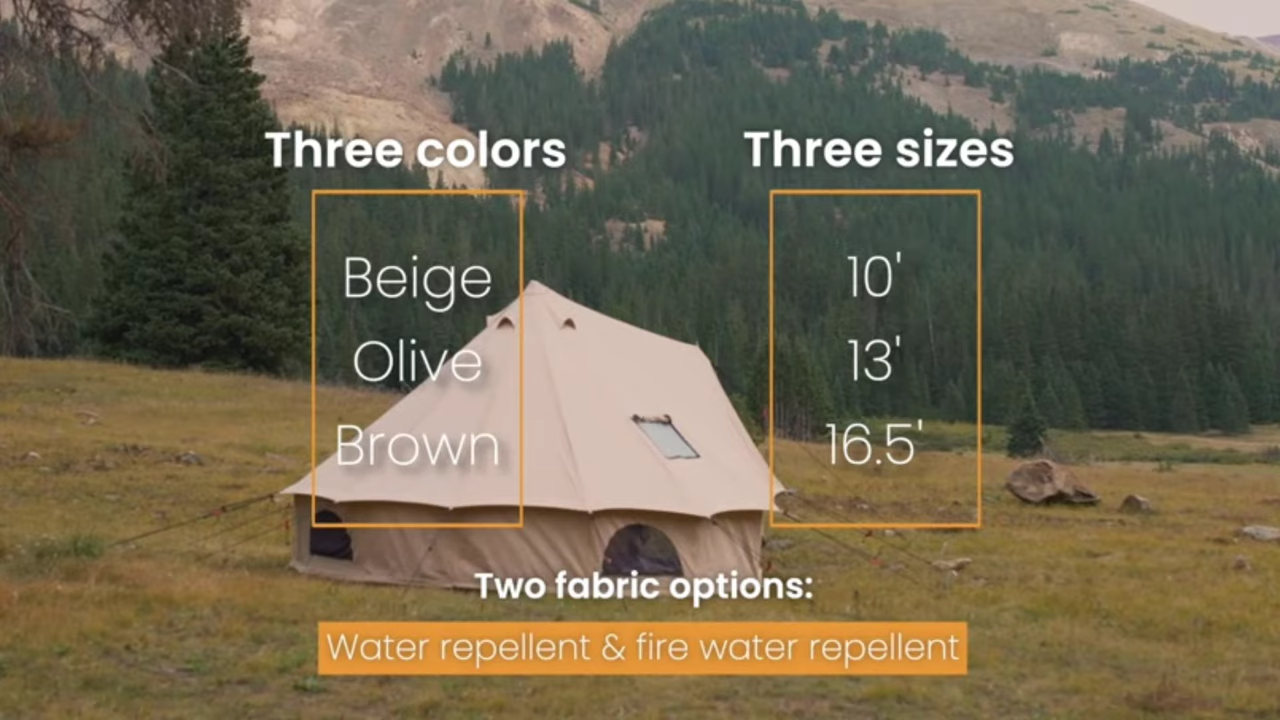 Three colors
Beige
Olive
Brown
Three sizes
10'
13'
16.5'
Two fabric options:
Water repellent & fire water repellent